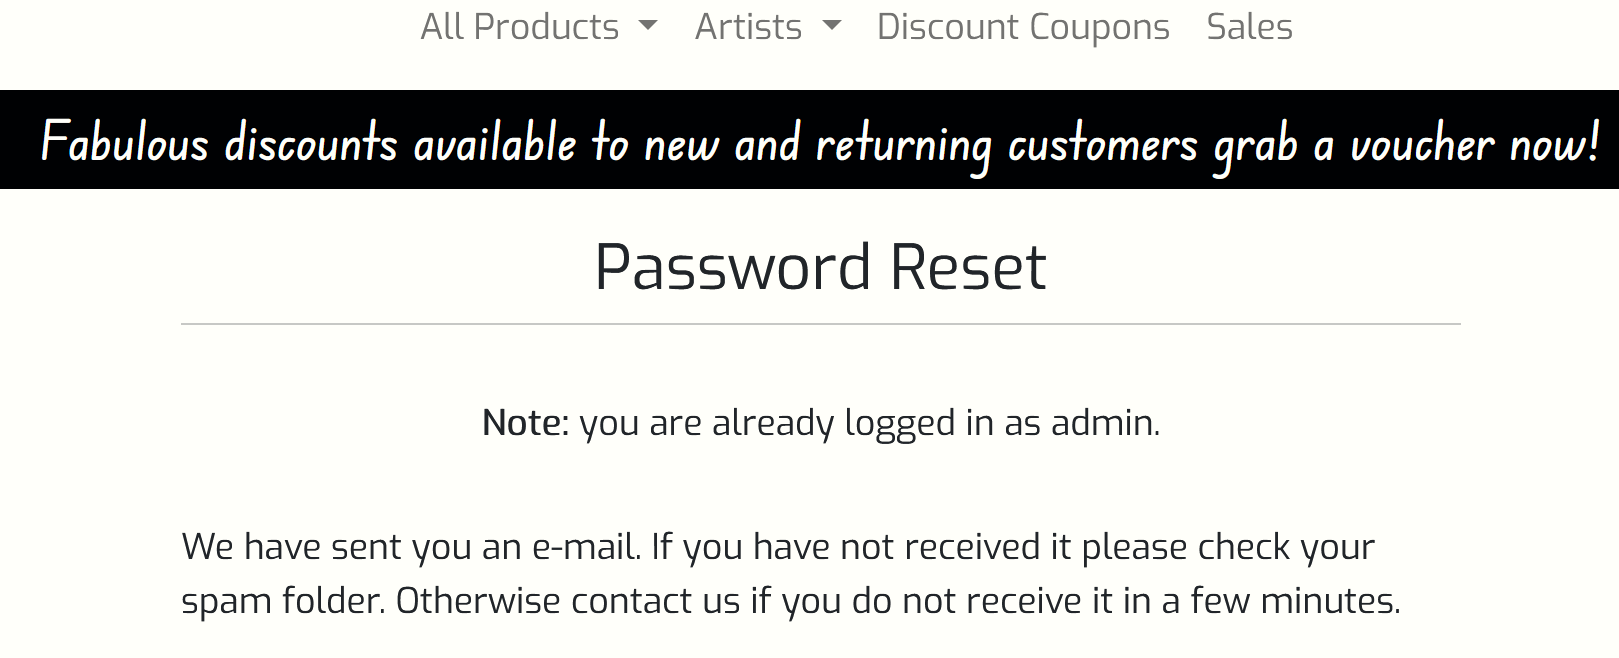 All Products Artists Discount Coupons Sales
Fabulous discounts available to new and returning customers grab a voucher now!
Password Reset
Note: you are already logged in as admin.
We have sent you an e-mail. If you have not received it please check your
spam folder. Otherwise contact us if you do not receive it in a few minutes.